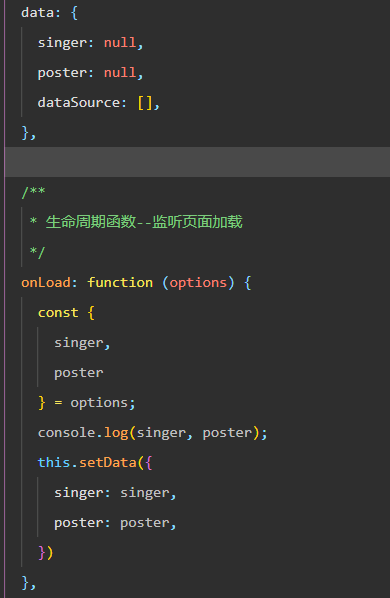 data: {
singer: null,
poster: null,
dataSource: [],
},
/**
* 生命周期函数--监听页面加载
*/
onLoad: function (options) {
const {
singer,
poster
} = options;
console.log(singer, poster);
this.setData({
singer: singer,
poster: poster,
})
},